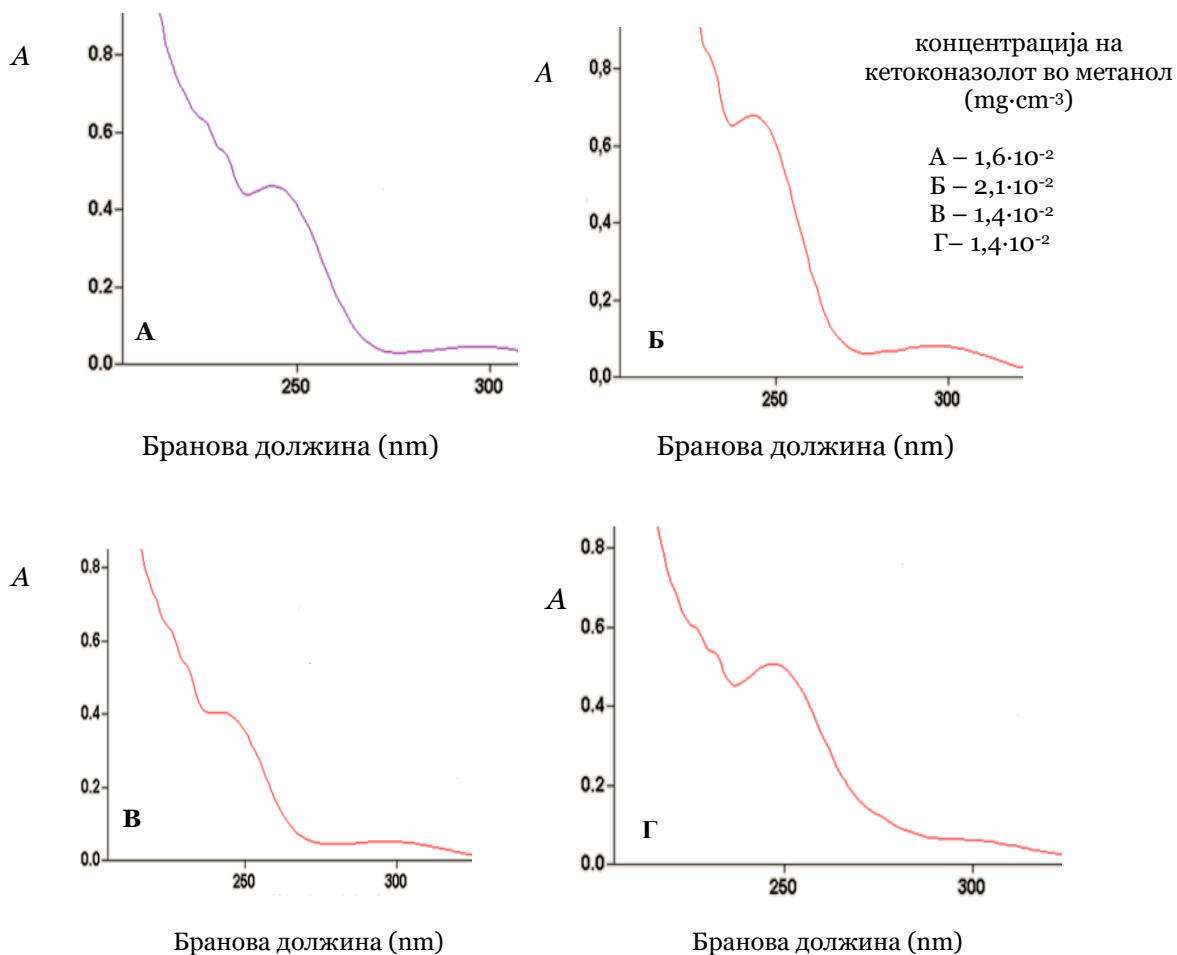 A
0.8
0.6
0.4
0.2
0.0
250
300
А
Бранова должина (nm)
A
0,8
0,6
0,4
0,2
0,0
250
300
Б
Бранова должина (nm)
концентрација на
кетоконазолот во метанол
(mg·cm⁻³)
А – 1,6·10⁻²
Б – 2,1·10⁻²
В – 1,4·10⁻²
Г– 1,4·10⁻²
A
0.8
0.6
0.4
0.2
0.0
250
300
В
Бранова должина (nm)
A
0.8
0.6
0.4
0.2
0.0
250
300
Г
Бранова должина (nm)